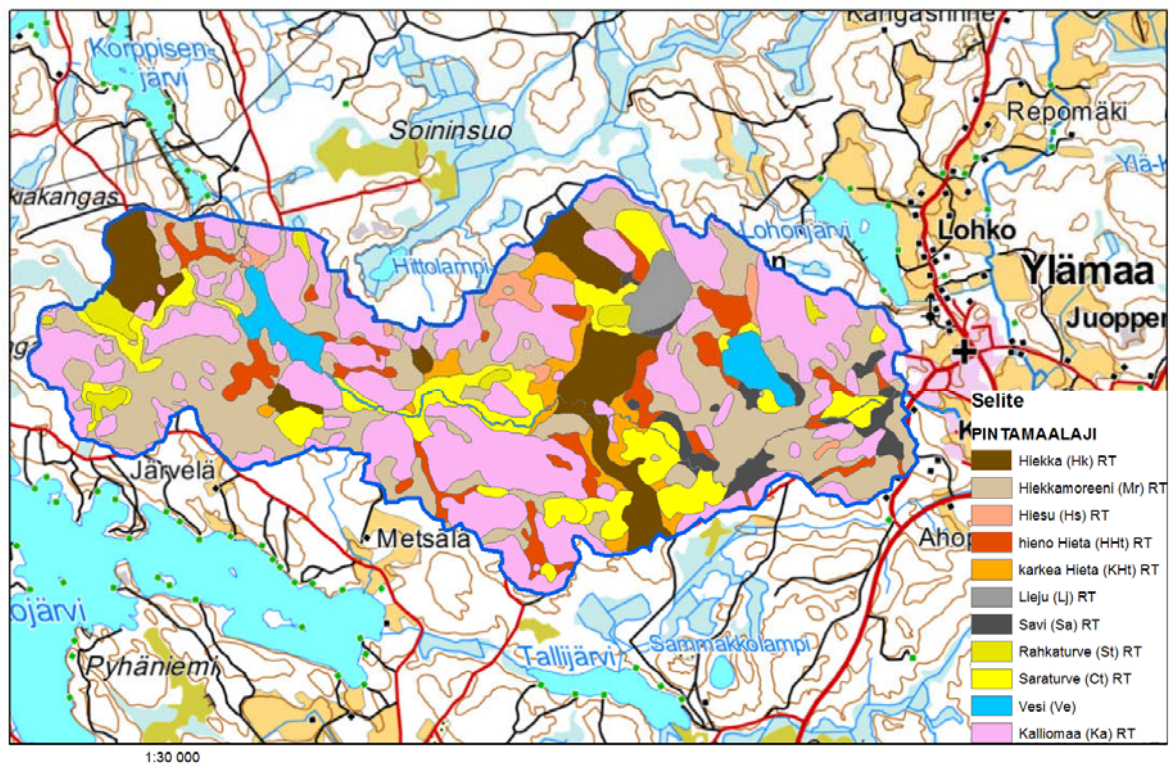 Kangasrinne
Korppisen-
järvi
Repomäki
Soininsuo
Ylä-k
kiakangas
Lohonjärvi
Lohko
Hittolampi
n
Ylämaa
Juopper
nga
Selite
K
PINTAMAALAJI
Hiekka (Hk) RT
Hiekkamoreeni (Mr) RT
Hiesu (Hs) RT
hieno Hieta (HHt) RT
karkea Hieta (KHt) RT
Lieju (Lj) RT
Savi (Sa) RT
Rahkaturve (St) RT
Saraturve (Ct) RT
Vesi (Ve)
Kalliomaa (Ka) RT
Järvelä
Metsälä
Ahop
ojärvi
Pyhäniemi
Tallijärvi
Sammakkolampi
1:30 000